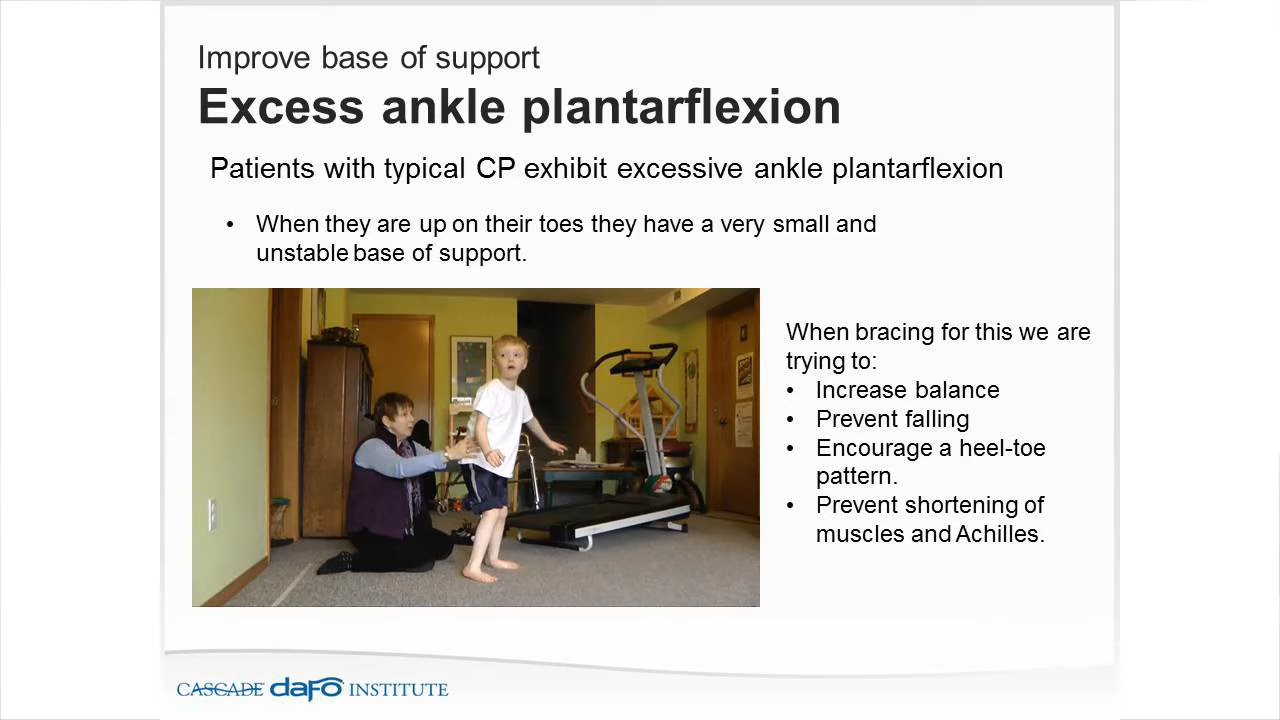 Improve base of support
Excess ankle plantarflexion
Patients with typical CP exhibit excessive ankle plantarflexion
• When they are up on their toes they have a very small and
unstable base of support.
When bracing for this we are
trying to:
• Increase balance
• Prevent falling
• Encourage a heel-toe
pattern.
• Prevent shortening of
muscles and Achilles.
CASCADE dafo INSTITUTE